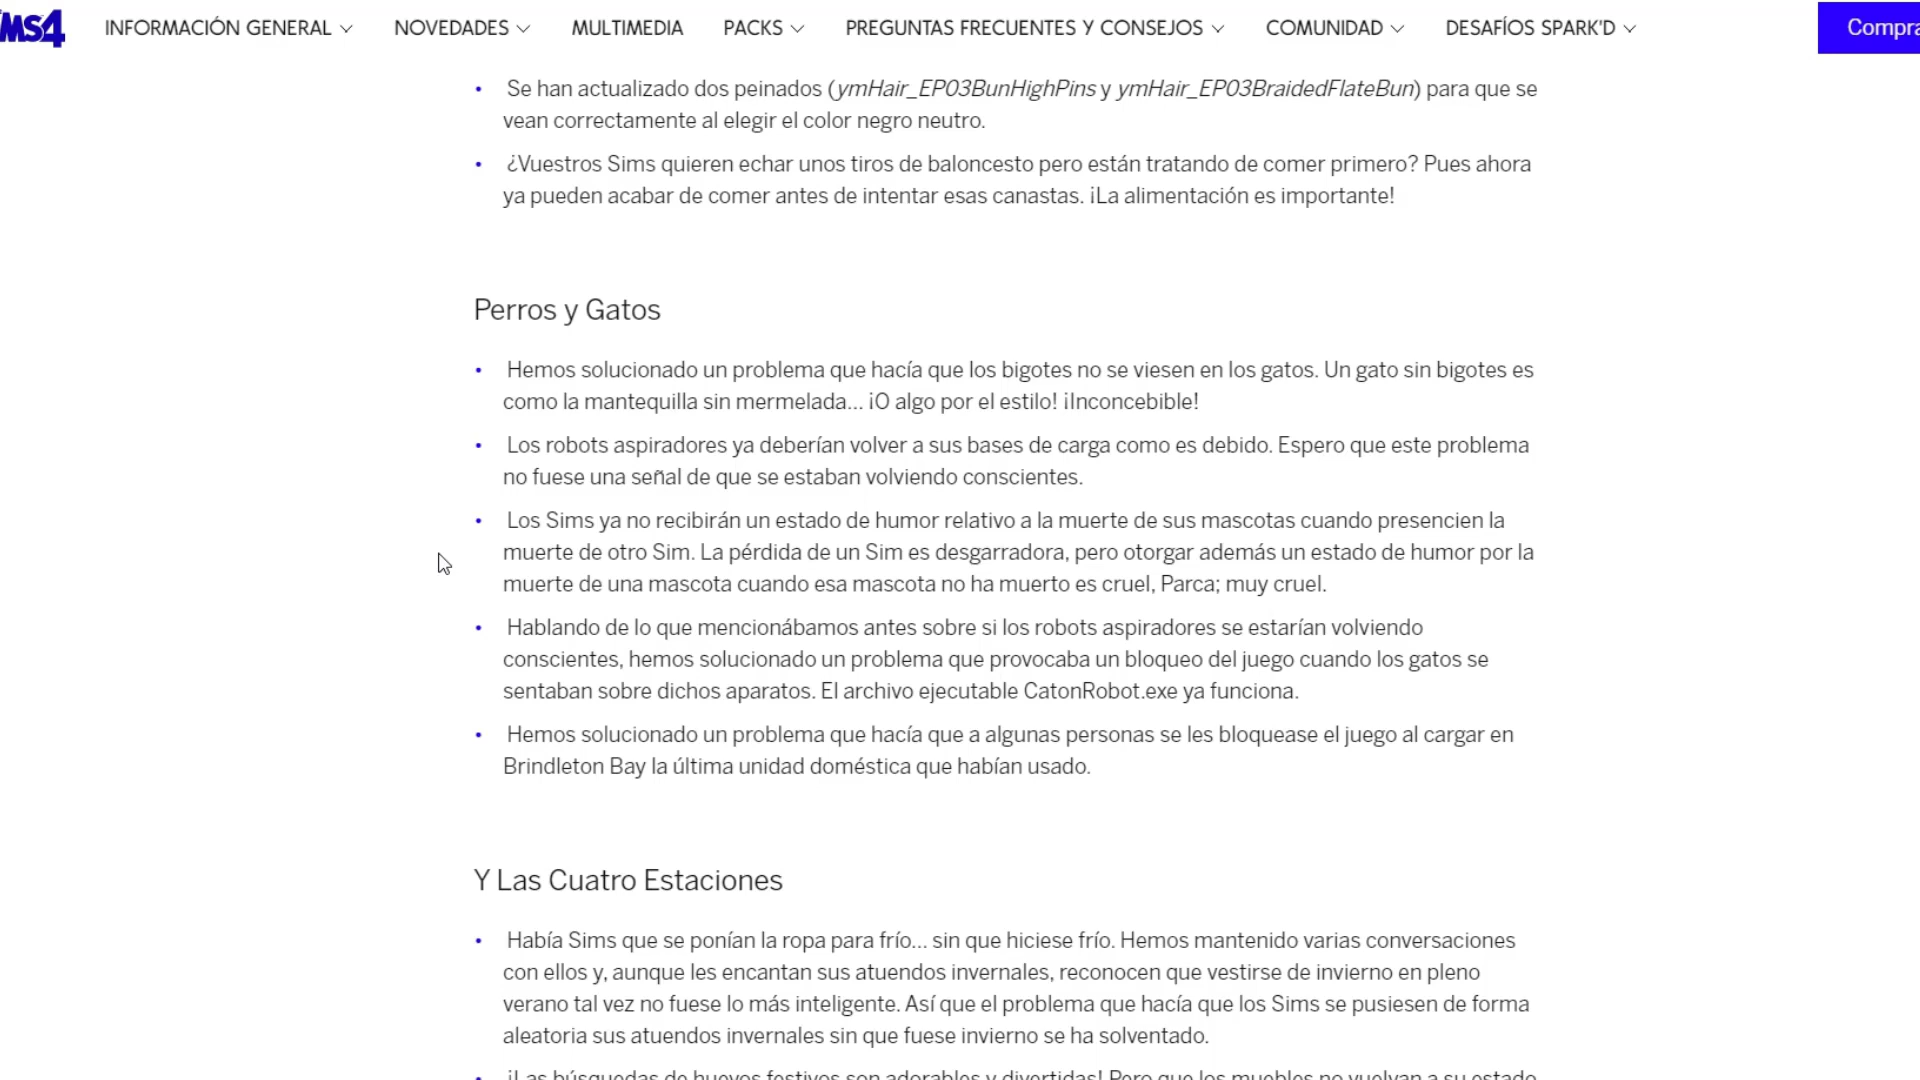 MS4 INFORMACIÓN GENERAL NOVEDADES MULTIMEDIA PACKS PREGUNTAS FRECUENTES Y CONSEJOS COMUNIDAD DESAFÍOS SPARK'D Compra
• Se han actualizado dos peinados (ymHair_EP03BunHighPins y ymHair_EP03BraidedFlateBun) para que se
vean correctamente al elegir el color negro neutro.
• ¿Vuestros Sims quieren echar unos tiros de baloncesto pero están tratando de comer primero? Pues ahora
ya pueden acabar de comer antes de intentar esas canastas. ¡La alimentación es importante!
Perros y Gatos
• Hemos solucionado un problema que hacía que los bigotes no se viesen en los gatos. Un gato sin bigotes es
como la mantequilla sin mermelada... ¡O algo por el estilo! ¡Inconcebible!
• Los robots aspiradores ya deberían volver a sus bases de carga como es debido. Espero que este problema
no fuese una señal de que se estaban volviendo conscientes.
• Los Sims ya no recibirán un estado de humor relativo a la muerte de sus mascotas cuando presencien la
muerte de otro Sim. La pérdida de un Sim es desgarradora, pero otorgar además un estado de humor por la
muerte de una mascota cuando esa mascota no ha muerto es cruel, Parca; muy cruel.
• Hablando de lo que mencionábamos antes sobre si los robots aspiradores se estarían volviendo
conscientes, hemos solucionado un problema que provocaba un bloqueo del juego cuando los gatos se
sentaban sobre dichos aparatos. El archivo ejecutable CatonRobot.exe ya funciona.
• Hemos solucionado un problema que hacía que a algunas personas se les bloquease el juego al cargar en
Brindleton Bay la última unidad doméstica que habían usado.
Y Las Cuatro Estaciones
• Había Sims que se ponían la ropa para frío... sin que hiciese frío. Hemos mantenido varias conversaciones
con ellos y, aunque les encantan sus atuendos invernales, reconocen que vestirse de invierno en pleno
verano tal vez no fuese lo más inteligente. Así que el problema que hacía que los Sims se pusiesen de forma
aleatoria sus atuendos invernales sin que fuese invierno se ha solventado.
• ¡Las búsquedas de huevos festivos son adorables y divertidas! Pero que los muebles no vuelvan a su estado